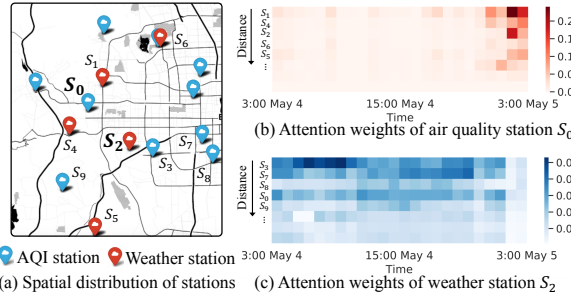 S1
S6
S0
S4
S2
S3
S7
S8
S9
S5
AQI station
Weather station
(a) Spatial distribution of stations
Distance
S1
S4
S2
S6
S5
⋮
3:00 May 4
15:00 May 4
3:00 May 5
Time
0.2
0.
0.
0.
0.
0.0
(b) Attention weights of air quality station S0
Distance
S3
S7
S8
S0
S9
⋮
3:00 May 4
15:00 May 4
3:00 May 5
Time
0.0
0.0
0.0
0.0
(c) Attention weights of weather station S2